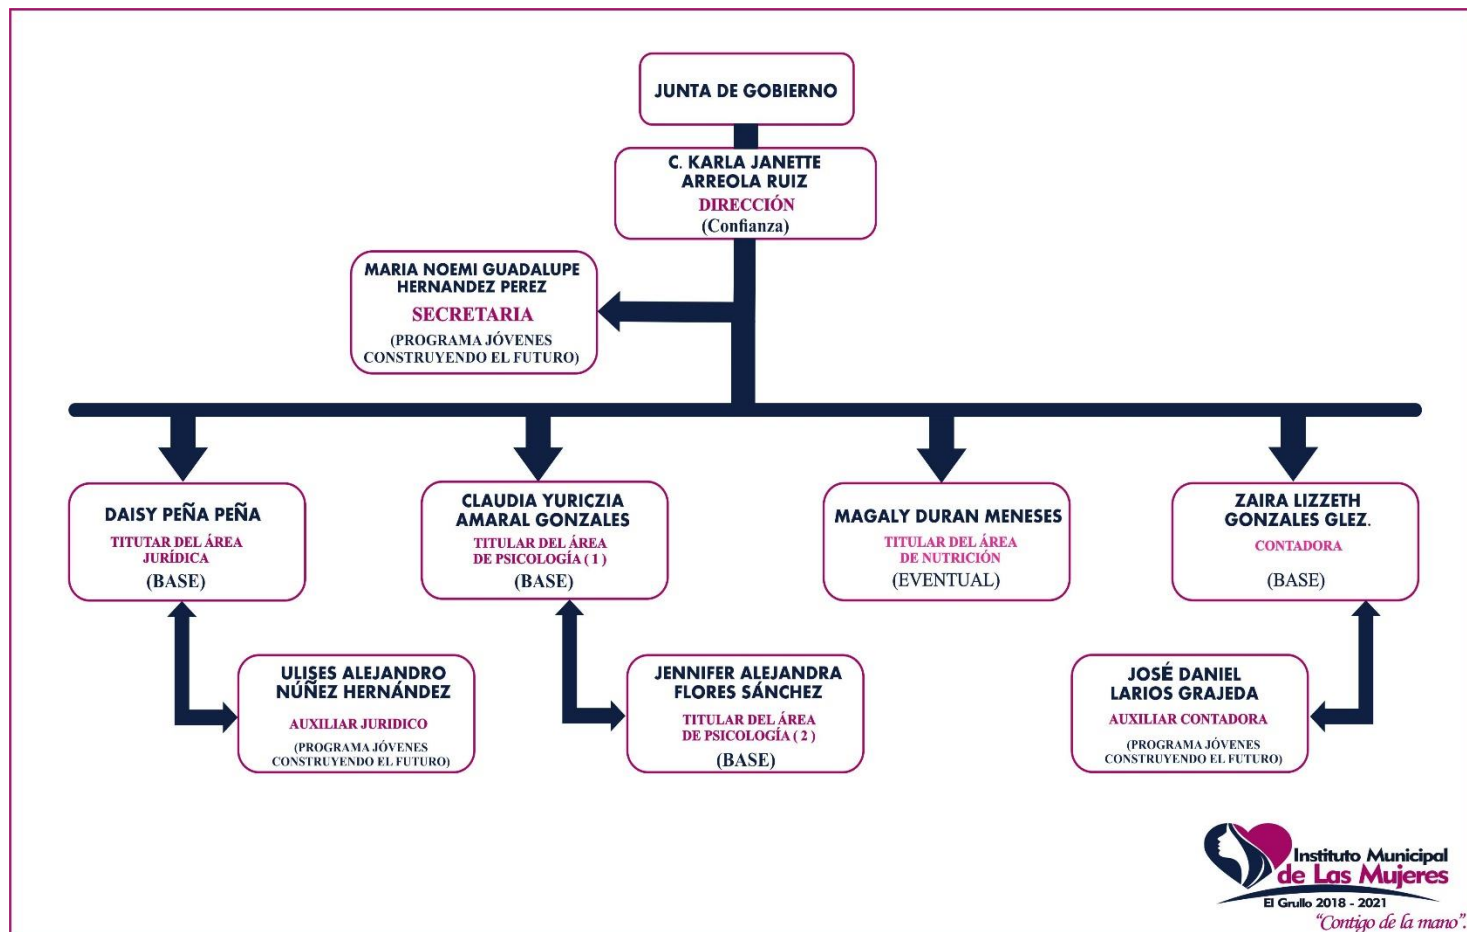 JUNTA DE GOBIERNO
C. KARLA JANETTE
ARREOLA RUIZ
DIRECCIÓN
(Confianza)
MARIA NOEMI GUADALUPE
HERNANDEZ PEREZ
SECRETARIA
(PROGRAMA JÓVENES
CONSTRUYENDO EL FUTURO)
DAISY PEÑA PEÑA
TITUTAR DEL ÁREA
JURÍDICA
(BASE)
CLAUDIA YURICZIA
AMARAL GONZALES
TITULAR DEL ÁREA
DE PSICOLOGÍA ( 1 )
(BASE)
MAGALY DURAN MENESES
TITULAR DEL ÁREA
DE NUTRICIÓN
(EVENTUAL)
ZAIRA LIZZETH
GONZALES GLEZ.
CONTADORA
(BASE)
ULISES ALEJANDRO
NÚÑEZ HERNÁNDEZ
AUXILIAR JURIDICO
(PROGRAMA JÓVENES
CONSTRUYENDO EL FUTURO)
JENNIFER ALEJANDRA
FLORES SÁNCHEZ
TITULAR DEL ÁREA
DE PSICOLOGÍA ( 2 )
(BASE)
JOSÉ DANIEL
LARIOS GRAJEDA
AUXILIAR CONTADORA
(PROGRAMA JÓVENES
CONSTRUYENDO EL FUTURO)
Instituto Municipal
de Las Mujeres
El Grullo 2018 - 2021
"Contigo de la mano".